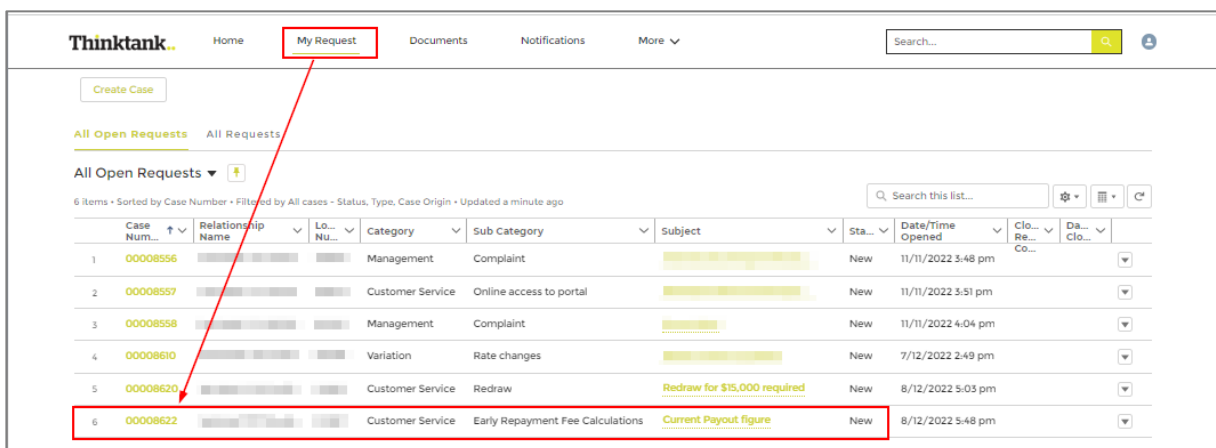 Thinktank.. Home My Request Documents Notifications More Search...
Create Case
All Open Requests All Requests
All Open Requests
6 items • Sorted by Case Number • Filtered by All cases - Status, Type, Case Origin • Updated a minute ago Search this list...
Case Num... Relationship Name Lo... Nu... Category Sub Category Subject Sta... Date/Time Opened Clo... Re... Co... Da... Clo...
1 00008556 Management Complaint New 11/11/2022 3:48 pm
2 00008557 Customer Service Online access to portal New 11/11/2022 3:51 pm
3 00008558 Management Complaint New 11/11/2022 4:04 pm
4 00008610 Variation Rate changes New 7/12/2022 2:49 pm
5 00008620 Customer Service Redraw Redraw for $15,000 required New 8/12/2022 5:03 pm
6 00008622 Customer Service Early Repayment Fee Calculations Current Payout figure New 8/12/2022 5:48 pm